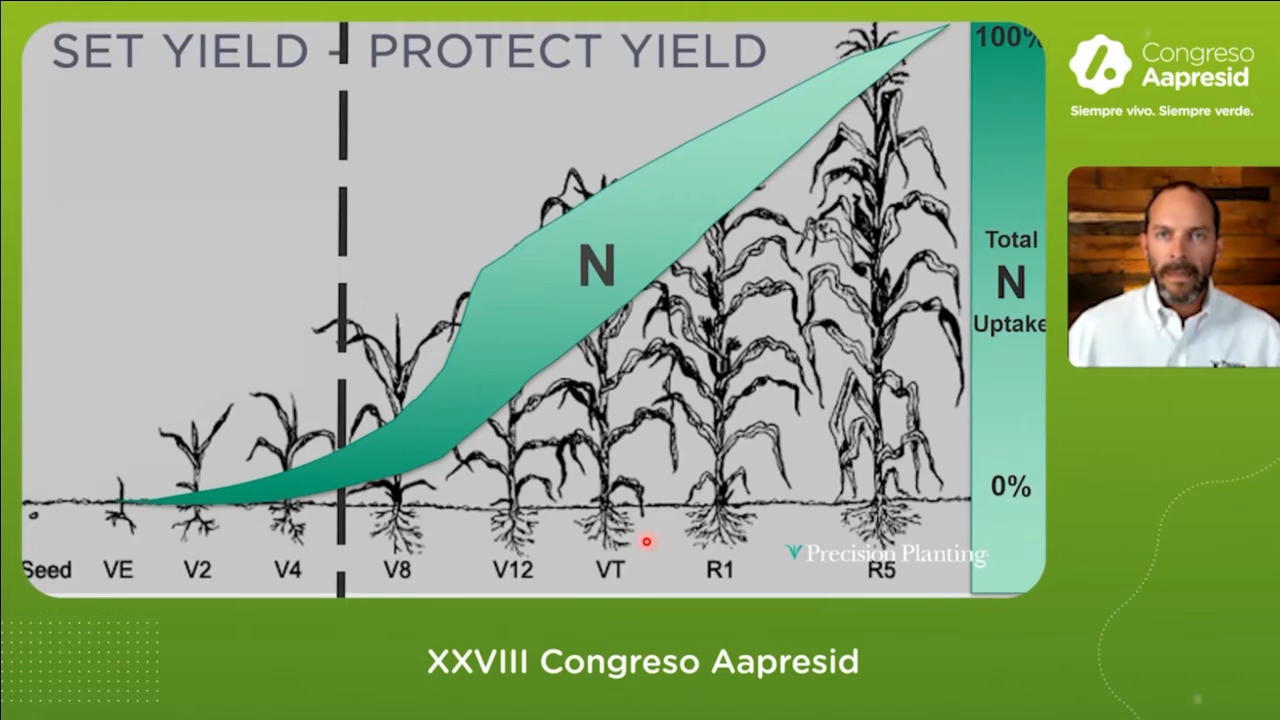 SET YIELD - PROTECT YIELD
100%
N
Total
N
Uptake
0%
Precision Planting
Seed VE V2 V4 V8 V12 VT R1 R5
Congreso
Aapresid
Siempre vivo. Siempre verde.
XXVIII Congreso Aapresid